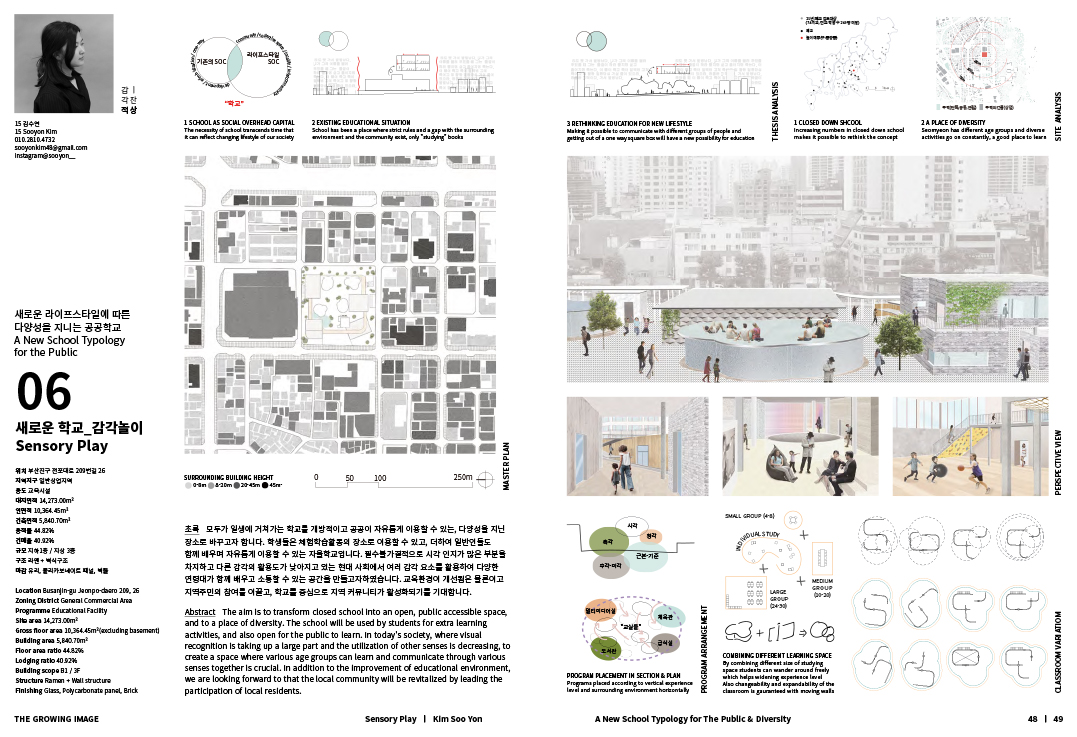 감 |
각 찬
적상
15 김수연
15 Sooyon Kim
010.2810.4732
sooyonkim48@gmail.com
instagram@sooyon__
새로운 라이프스타일에 따른
다양성을 지니는 공공학교
A New School Typology
for the Public
06
새로운 학교_감각놀이
Sensory Play
위치 부산진구 전포대로 209번길 26
지역지구 일반상업지역
용도 교육시설
대지면적 14,273.00m²
연면적 10,364.45m²
건축면적 5,840.70m²
용적률 44.82%
건폐율 40.92%
규모 지하 1층 / 지상 3층
구조 라멘 + 벽식구조
마감 유리, 폴리카보네이트 패널, 벽돌
Location Busanjin-gu Jeonpo-daero 209, 26
Zoning District General Commercial Area
Programme Educational Facility
Site area 14,273.00m²
Gross floor area 10,364.45m²(excluding basement)
Building area 5,840.70m²
Floor area ratio 44.82%
Lodging ratio 40.92%
Building scope B1 / 3F
Structure Ramen + Wall structure
Finishing Glass, Polycarbonate panel, Brick
기존의 SOC
라이프스타일
SOC
"학교"
1 SCHOOL AS SOCIAL OVERHEAD CAPITAL
The necessity of school transcends time that
it can reflect changing lifestyle of our society
2 EXISTING EDUCATIONAL SITUATION
School has been a place where strict rules and a gap with the surrounding
environment and the community exist, only "studying" books
SURROUNDING BUILDING HEIGHT
0-8m 8-20m 20-45m 45m~
0 50 100 250m
MASTER PLAN
초록 모두가 일생에 거쳐가는 학교를 개방적이고 공공이 자유롭게 이용할 수 있는, 다양성을 지닌
장소로 바꾸고자 합니다. 학생들은 체험학습활동의 장소로 이용할 수 있고, 더하여 일반인들도
함께 배우며 자유롭게 이용할 수 있는 자율학교입니다. 필수불가결적으로 시각 인지가 많은 부분을
차지하고 다른 감각의 활용도가 낮아지고 있는 현대 사회에서 여러 감각 요소를 활용하여 다양한
연령대가 함께 배우고 소통할 수 있는 공간을 만들고자하였습니다. 교육환경이 개선됨은 물론이고
지역주민의 참여를 이끌고, 학교를 중심으로 지역 커뮤니티가 활성화되기를 기대합니다.
Abstract The aim is to transform closed school into an open, public accessible space,
and to a place of diversity. The school will be used by students for extra learning
activities, and also open for the public to learn. In today's society, where visual
recognition is taking up a large part and the utilization of other senses is decreasing, to
create a space where various age groups can learn and communicate through various
senses together is crucial. In addition to the improvement of educational environment,
we are looking forward to that the local community will be revitalized by leading the
participation of local residents.
3 RETHINKING EDUCATION FOR NEW LIFESTYLE
Making it possible to communicate with different groups of people and
getting out of a one way square box will have a new possibility for education
THESIS ANALYSIS
폐교
1 CLOSED DOWN SHCOOL
Increasing numbers in closed down school
makes it possible to rethink the concept
2 A PLACE OF DIVERSITY
Seomyeon has different age groups and diverse
activities go on constantly, a good place to learn
SITE ANALYSIS
PERSPECTIVE VIEW
시각
촉각
청각
근본·기준
후각·미각
멀티미디어실
체육관
"교실들"
도서관
급식실
PROGRAM PLACEMENT IN SECTION & PLAN
Programs placed according to vertical experience
level and surrounding environment horizontally
PROGRAM ARRANGEMENT
SMALL GROUP (4-6)
INDIVIDUAL STUDY
MEDIUM
GROUP
(10-20)
LARGE
GROUP
(24-30)
COMBINING DIFFERENT LEARNING SPACE
By combining different size of studying
space students can wander around freely
which helps widening experience level
Also changeability and expandability of the
classroom is gauranteed with moving walls
CLASSROOM VARIATION
THE GROWING IMAGE
Sensory Play | Kim Soo Yon
A New School Typology for The Public & Diversity
48 | 49